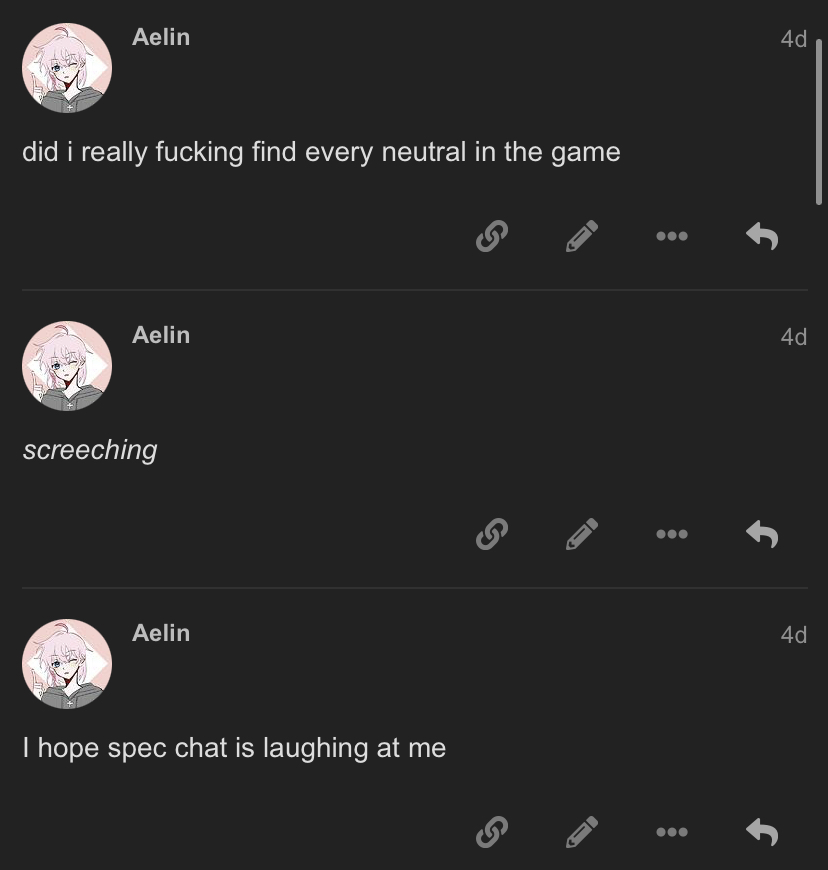 Aelin
4d
did i really fucking find every neutral in the game
Aelin
4d
screeching
Aelin
4d
I hope spec chat is laughing at me